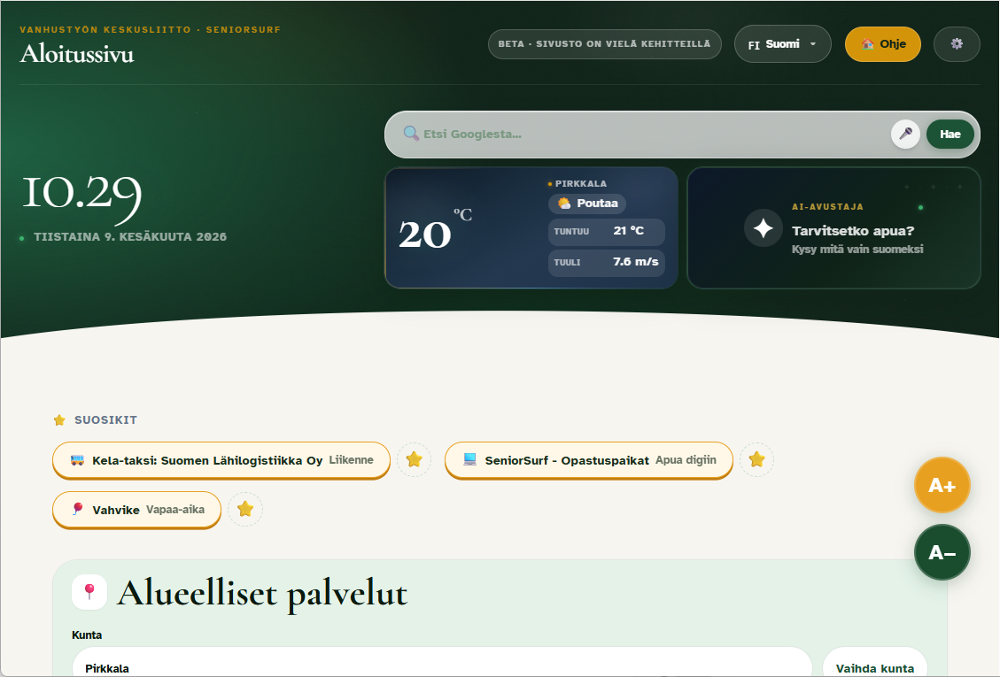 VANHUSTYÖN KESKUSLIITTO · SENIORSURF
Aloitussivu
BETA · SIVUSTO ON VIELÄ KEHITTEILLÄ
FI Suomi
Ohje
Etsi Googlesta...
Hae
10.29
TIISTAINA 9. KESÄKUUTA 2026
20 °C
PIRKKALA
Poutaa
TUNTUU 21 °C
TUULI 7.6 m/s
AI-AVUSTAJA
Tarvitsetko apua?
Kysy mitä vain suomeksi
SUOSIKIT
Kela-taksi: Suomen Lähilogistiikka Oy Liikenne
SeniorSurf - Opastuspaikat Apua digiin
Vahvike Vapaa-aika
A+
A−
Alueelliset palvelut
Kunta
Pirkkala
Vaihda kunta